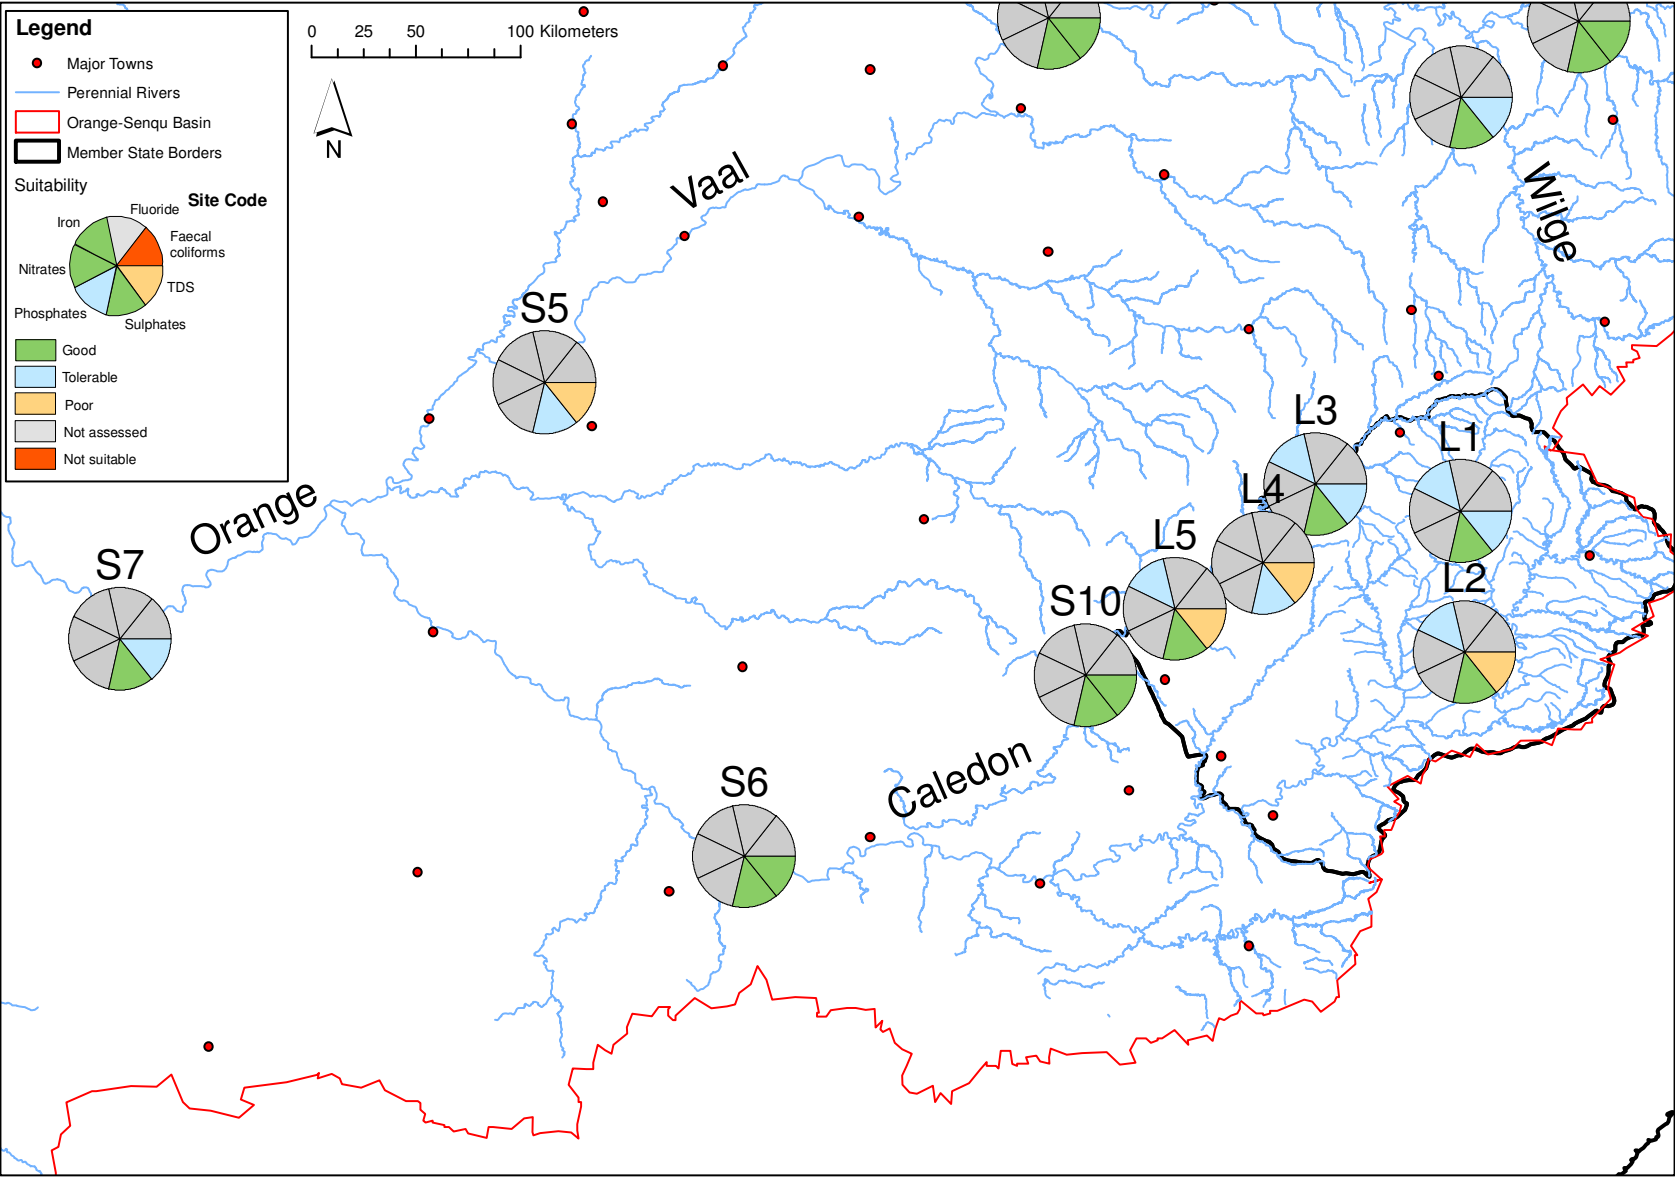 Legend
Major Towns
Perennial Rivers
Orange-Senqu Basin
Member State Borders
Suitability
Site Code
Fluoride
Iron
Faecal
coliforms
Nitrates
TDS
Phosphates
Sulphates
Good
Tolerable
Poor
Not assessed
Not suitable
0 25 50 100 Kilometers
N
Vaal
Wilge
S5
Orange
S7
L3
L1
L4
L5
L2
S10
Caledon
S6